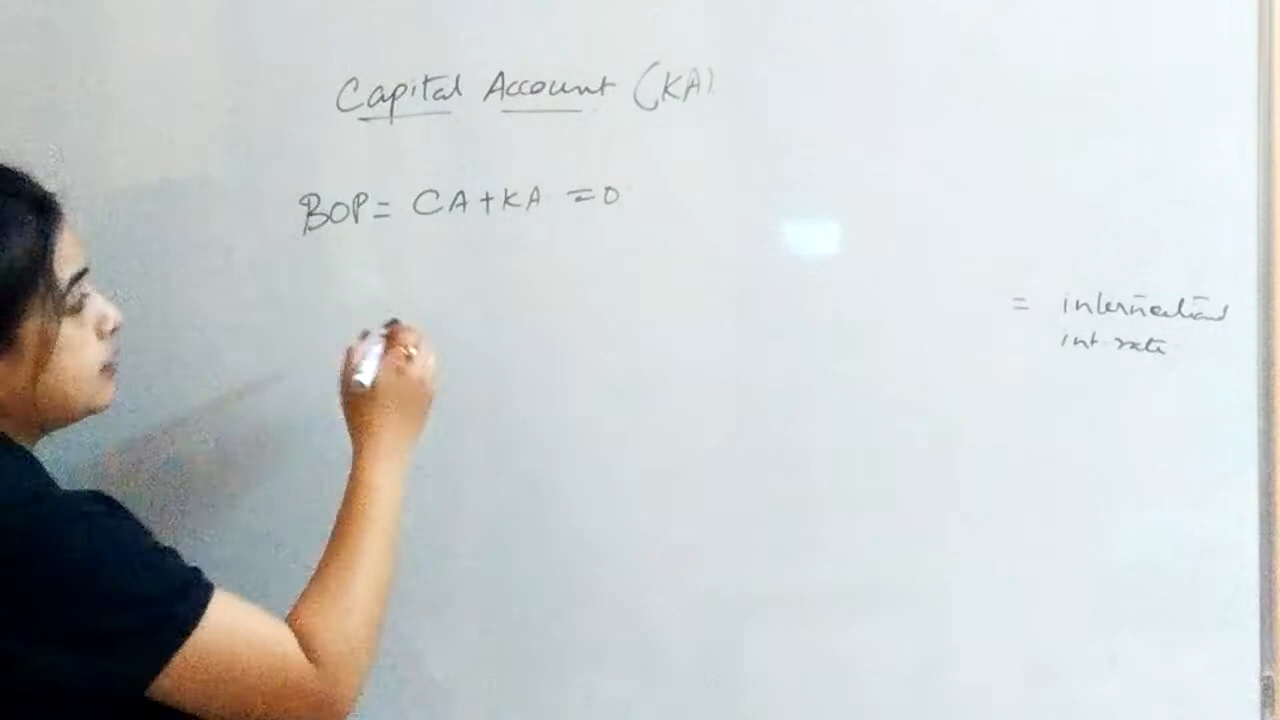 Capital Account (KA)
BOP = CA + KA = 0
= international
int rate